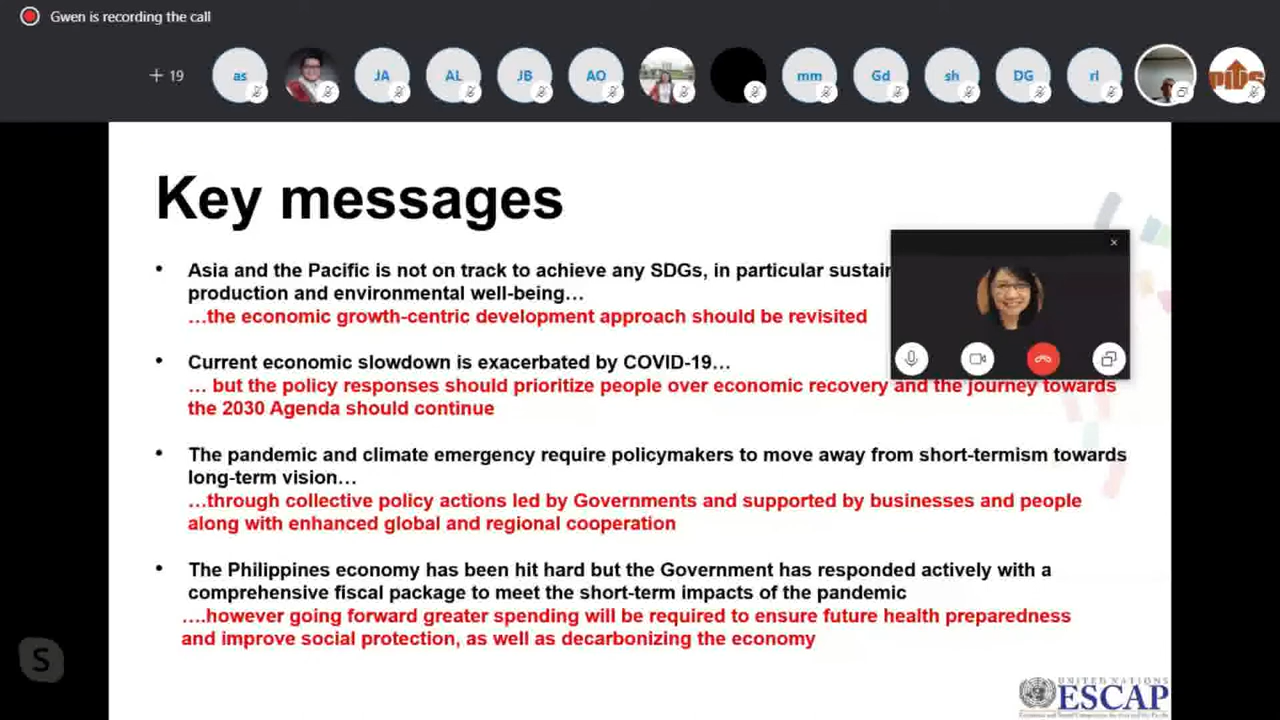 Gwen is recording the call
+ 19
as
JA
AL
JB
AO
mm
Gd
sh
DG
rl
Key messages
• Asia and the Pacific is not on track to achieve any SDGs, in particular
production and environmental well-being…
…the economic growth-centric development approach should be revisited
• Current economic slowdown is exacerbated by COVID-19…
… but the policy responses should prioritize people over economic recovery and the journey towards
the 2030 Agenda should continue
• The pandemic and climate emergency require policymakers to move away from short-termism towards
long-term vision…
…through collective policy actions led by Governments and supported by businesses and people
along with enhanced global and regional cooperation
• The Philippines economy has been hit hard but the Government has responded actively with a
comprehensive fiscal package to meet the short-term impacts of the pandemic
….however going forward greater spending will be required to ensure future health preparedness
and improve social protection, as well as decarbonizing the economy
S
UNITED NATIONS
ESCAP